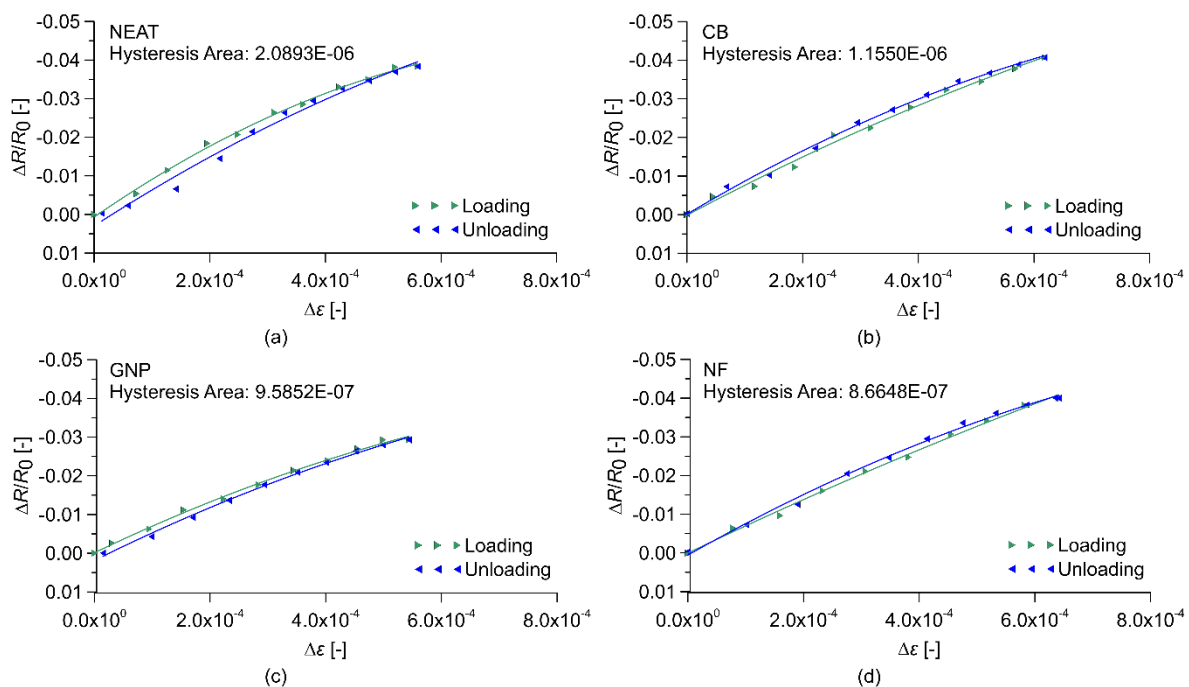 -0.05
NEAT
Hysteresis Area: 2.0893E-06
-0.04
-0.03
-0.02
-0.01
0.00
0.01
ΔR/R0 [-]
Loading
Unloading
0.0x10⁰ 2.0x10⁻⁴ 4.0x10⁻⁴ 6.0x10⁻⁴ 8.0x10⁻⁴
Δε [-]
(a)
-0.05
CB
Hysteresis Area: 1.1550E-06
-0.04
-0.03
-0.02
-0.01
0.00
0.01
ΔR/R0 [-]
Loading
Unloading
0.0x10⁰ 2.0x10⁻⁴ 4.0x10⁻⁴ 6.0x10⁻⁴ 8.0x10⁻⁴
Δε [-]
(b)
-0.05
GNP
Hysteresis Area: 9.5852E-07
-0.04
-0.03
-0.02
-0.01
0.00
0.01
ΔR/R0 [-]
Loading
Unloading
0.0x10⁰ 2.0x10⁻⁴ 4.0x10⁻⁴ 6.0x10⁻⁴ 8.0x10⁻⁴
Δε [-]
(c)
-0.05
NF
Hysteresis Area: 8.6648E-07
-0.04
-0.03
-0.02
-0.01
0.00
0.01
ΔR/R0 [-]
Loading
Unloading
0.0x10⁰ 2.0x10⁻⁴ 4.0x10⁻⁴ 6.0x10⁻⁴ 8.0x10⁻⁴
Δε [-]
(d)